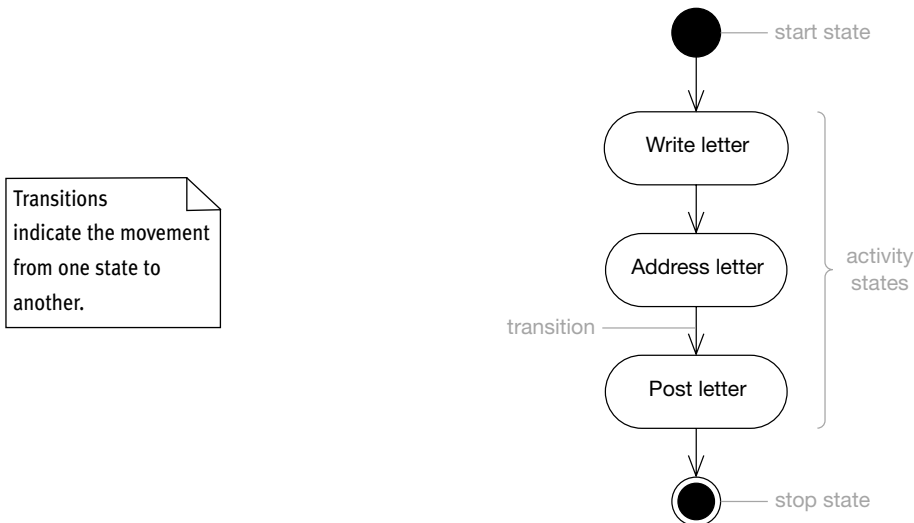 start state
Write letter
Transitions
indicate the movement
from one state to
another.
Address letter
activity
states
transition
Post letter
stop state